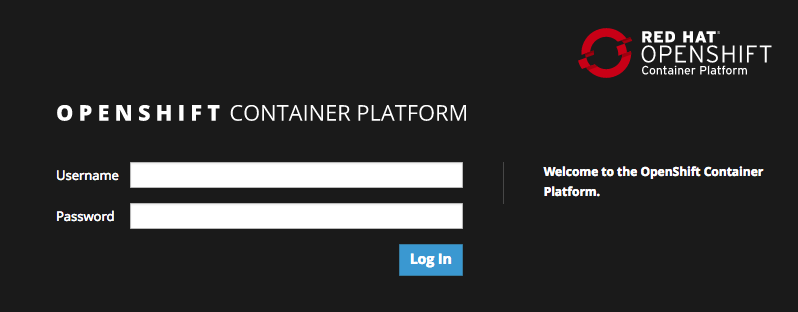 RED HAT®
OPENSHIFT
Container Platform
OPENSHIFT CONTAINER PLATFORM
Username
Password
Log In
Welcome to the OpenShift Container
Platform.